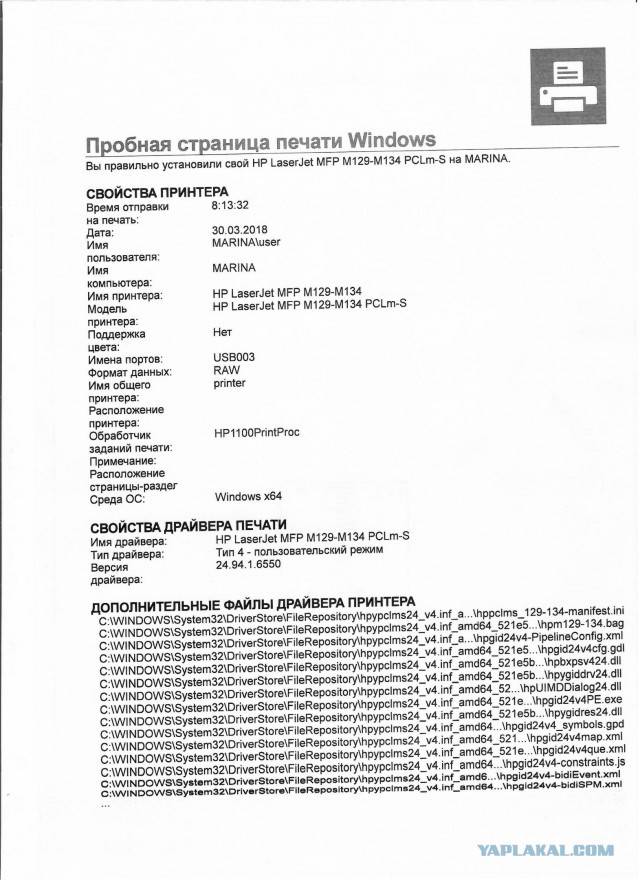 Пробная страница печати Windows
Вы правильно установили свой HP LaserJet MFP M129-M134 PCLm-S на MARINA.
СВОЙСТВА ПРИНТЕРА
Время отправки 8:13:32
на печать:
Дата: 30.03.2018
Имя MARINA\user
пользователя:
Имя MARINA
компьютера:
Имя принтера: HP LaserJet MFP M129-M134
Модель HP LaserJet MFP M129-M134 PCLm-S
принтера:
Поддержка Нет
цвета:
Имена портов: USB003
Формат данных: RAW
Имя общего printer
принтера:
Расположение
принтера:
Обработчик HP1100PrintProc
заданий печати:
Примечание:
Расположение
страницы-раздег
Среда ОС: Windows x64
СВОЙСТВА ДРАЙВЕРА ПЕЧАТИ
Имя драйвера: HP LaserJet MFP M129-M134 PCLm-S
Тип драйвера: Тип 4 - пользовательский режим
Версия 24.94.1.6550
драйвера:
ДОПОЛНИТЕЛЬНЫЕ ФАЙЛЫ ДРАЙВЕРА ПРИНТЕРА
C:\WINDOWS\System32\DriverStore\FileRepository\hpypclms24_v4.inf_a...\hppclms_129-134-manifest.ini
C:\WINDOWS\System32\DriverStore\FileRepository\hpypclms24_v4.inf_amd64_521e5...\hpm129-134.bag
C:\WINDOWS\System32\DriverStore\FileRepository\hpypclms24_v4.inf_a...\hpgid24v4-PipelineConfig.xml
C:\WINDOWS\System32\DriverStore\FileRepository\hpypclms24_v4.inf_amd64_521e5...\hpgid24v4cfg.gdl
C:\WINDOWS\System32\DriverStore\FileRepository\hpypclms24_v4.inf_amd64_521e5b...\hpbxpsv424.dll
C:\WINDOWS\System32\DriverStore\FileRepository\hpypclms24_v4.inf_amd64_521e5b...\hpygiddrv24.dll
C:\WINDOWS\System32\DriverStore\FileRepository\hpypclms24_v4.inf_amd64_52...\hpUIMDDialog24.dll
C:\WINDOWS\System32\DriverStore\FileRepository\hpypclms24_v4.inf_amd64_521e...\hpgid24v4PE.exe
C:\WINDOWS\System32\DriverStore\FileRepository\hpypclms24_v4.inf_amd64_521e5b...\hpygidres24.dll
C:\WINDOWS\System32\DriverStore\FileRepository\hpypclms24_v4.inf_amd64...\hpgid24v4_symbols.gpd
C:\WINDOWS\System32\DriverStore\FileRepository\hpypclms24_v4.inf_amd64_521...\hpgid24v4map.xml
C:\WINDOWS\System32\DriverStore\FileRepository\hpypclms24_v4.inf_amd64_521e...\hpgid24v4que.xml
C:\WINDOWS\System32\DriverStore\FileRepository\hpypclms24_v4.inf_amd64...\hpgid24v4-constraints.js
C:\WINDOWS\System32\DriverStore\FileRepository\hpypclms24_v4.inf_amd6...\hpgid24v4-bidiEvent.xml
C:\WINDOWS\System32\DriverStore\FileRepository\hpypclms24_v4.inf_amd64...\hpgid24v4-bidiSPM.xml
...
YAPLAKAL.COM